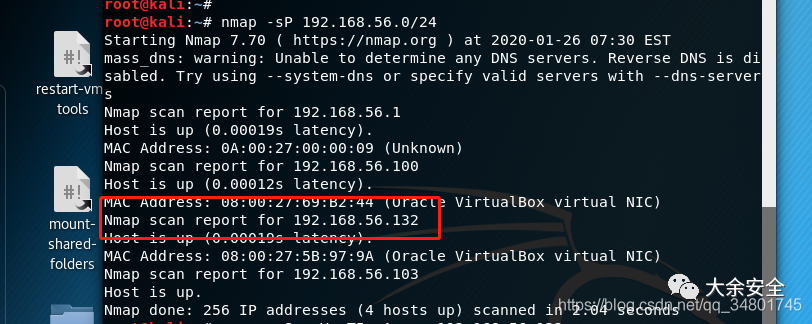 root@kali:~#
root@kali:~# nmap -sP 192.168.56.0/24
Starting Nmap 7.70 ( https://nmap.org ) at 2020-01-26 07:30 EST
mass_dns: warning: Unable to determine any DNS servers. Reverse DNS is di
sabled. Try using --system-dns or specify valid servers with --dns-server
s
Nmap scan report for 192.168.56.1
Host is up (0.00019s latency).
MAC Address: 0A:00:27:00:00:09 (Unknown)
Nmap scan report for 192.168.56.100
Host is up (0.00012s latency).
MAC Address: 08:00:27:69:B2:44 (Oracle VirtualBox virtual NIC)
Nmap scan report for 192.168.56.132
Host is up (0.00019s latency).
MAC Address: 08:00:27:5B:97:9A (Oracle VirtualBox virtual NIC)
Nmap scan report for 192.168.56.103
Host is up.
Nmap done: 256 IP addresses (4 hosts up) scanned in 2.04 seconds
root@kali:~#
#!
restart-vm
tools
#!
mount-
shared-
folders
大余安全
https://blog.csdn.net/qq_34801745